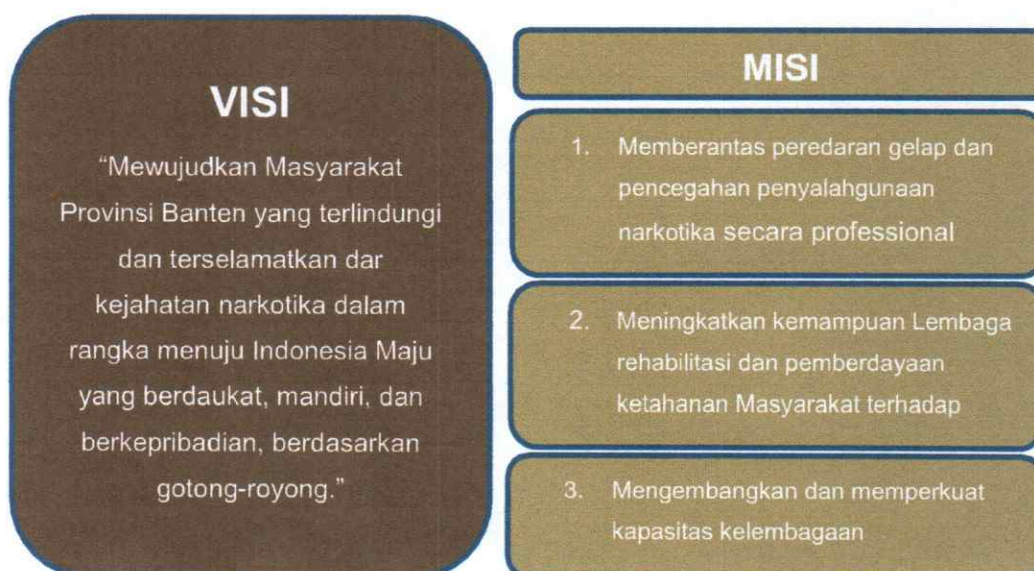 VISI
“Mewujudkan Masyarakat
Provinsi Banten yang terlindungi
dan terselamatkan dar
kejahatan narkotika dalam
rangka menuju Indonesia Maju
yang berdaukat, mandiri, dan
berkepribadian, berdasarkan
gotong-royong.”
MISI
1. Memberantas peredaran gelap dan
pencegahan penyalahgunaan
narkotika secara professional
2. Meningkatkan kemampuan Lembaga
rehabilitasi dan pemberdayaan
ketahanan Masyarakat terhadap
3. Mengembangkan dan memperkuat
kapasitas kelembagaan